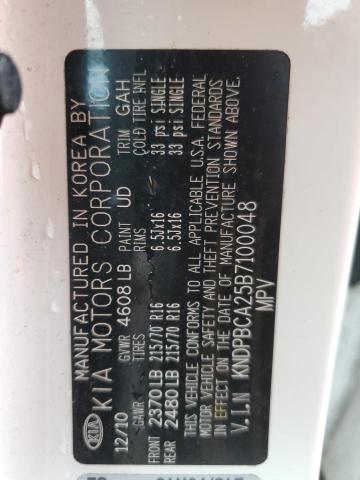 MANUFACTURED IN KOREA BY
KIA MOTORS CORPORATION
KIA
12/10 GVWR 4608LB PAINT UD TRIM GAH
GAWR TIRES RIMS COLD TIRE INFL
FRONT 2370LB 215/70 R16 6.5Jx16 33 psi SINGLE
REAR 2480LB 215/70 R16 6.5Jx16 33 psi SINGLE
THIS VEHICLE CONFORMS TO ALL APPLICABLE U.S.A. FEDERAL
MOTOR VEHICLE SAFETY AND THEFT PREVENTION STANDARDS
IN EFFECT ON THE DATE OF MANUFACTURE SHOWN ABOVE.
V.I.N KNDPBCA25B7100048
MPV